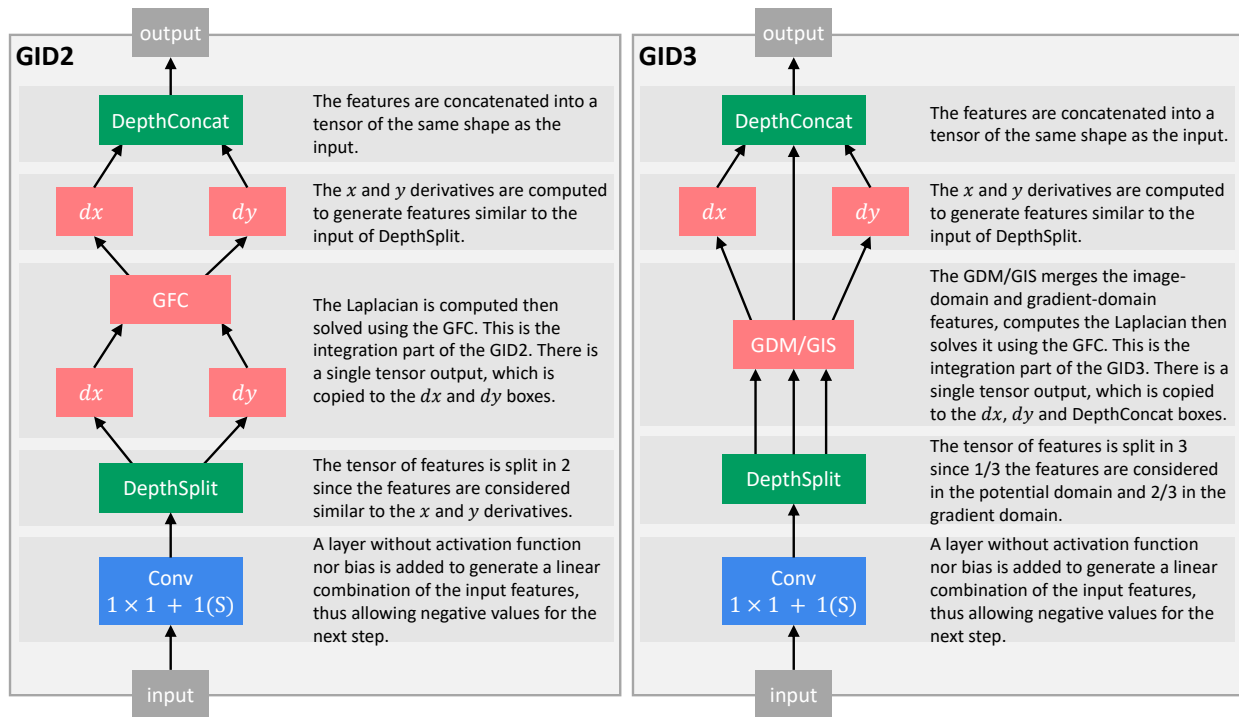 output
GID2
DepthConcat
The features are concatenated into a
tensor of the same shape as the
input.
dx
dy
The x and y derivatives are computed
to generate features similar to the
input of DepthSplit.
GFC
The Laplacian is computed then
solved using the GFC. This is the
integration part of the GID2. There is
a single tensor output, which is
copied to the dx and dy boxes.
dx
dy
DepthSplit
The tensor of features is split in 2
since the features are considered
similar to the x and y derivatives.
Conv
1 × 1 + 1(S)
A layer without activation function
nor bias is added to generate a linear
combination of the input features,
thus allowing negative values for the
next step.
input
output
GID3
DepthConcat
The features are concatenated into a
tensor of the same shape as the input.
dx
dy
The x and y derivatives are computed
to generate features similar to the
input of DepthSplit.
GDM/GIS
The GDM/GIS merges the image-
domain and gradient-domain
features, computes the Laplacian then
solves it using the GFC. This is the
integration part of the GID3. There is a
single tensor output, which is copied
to the dx, dy and DepthConcat boxes.
DepthSplit
The tensor of features is split in 3
since 1/3 the features are considered
in the potential domain and 2/3 in the
gradient domain.
Conv
1 × 1 + 1(S)
A layer without activation function
nor bias is added to generate a linear
combination of the input features,
thus allowing negative values for the
next step.
input